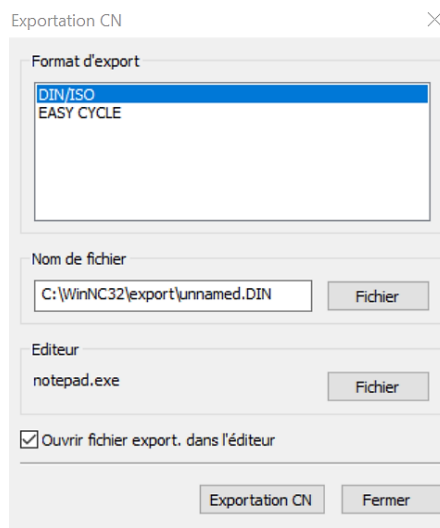 Exportation CN
Format d'export
DIN/ISO
EASY CYCLE
Nom de fichier
C:\WinNC32\export\unnamed.DIN
Fichier
Editeur
notepad.exe
Fichier
Ouvrir fichier export. dans l'éditeur
Exportation CN
Fermer